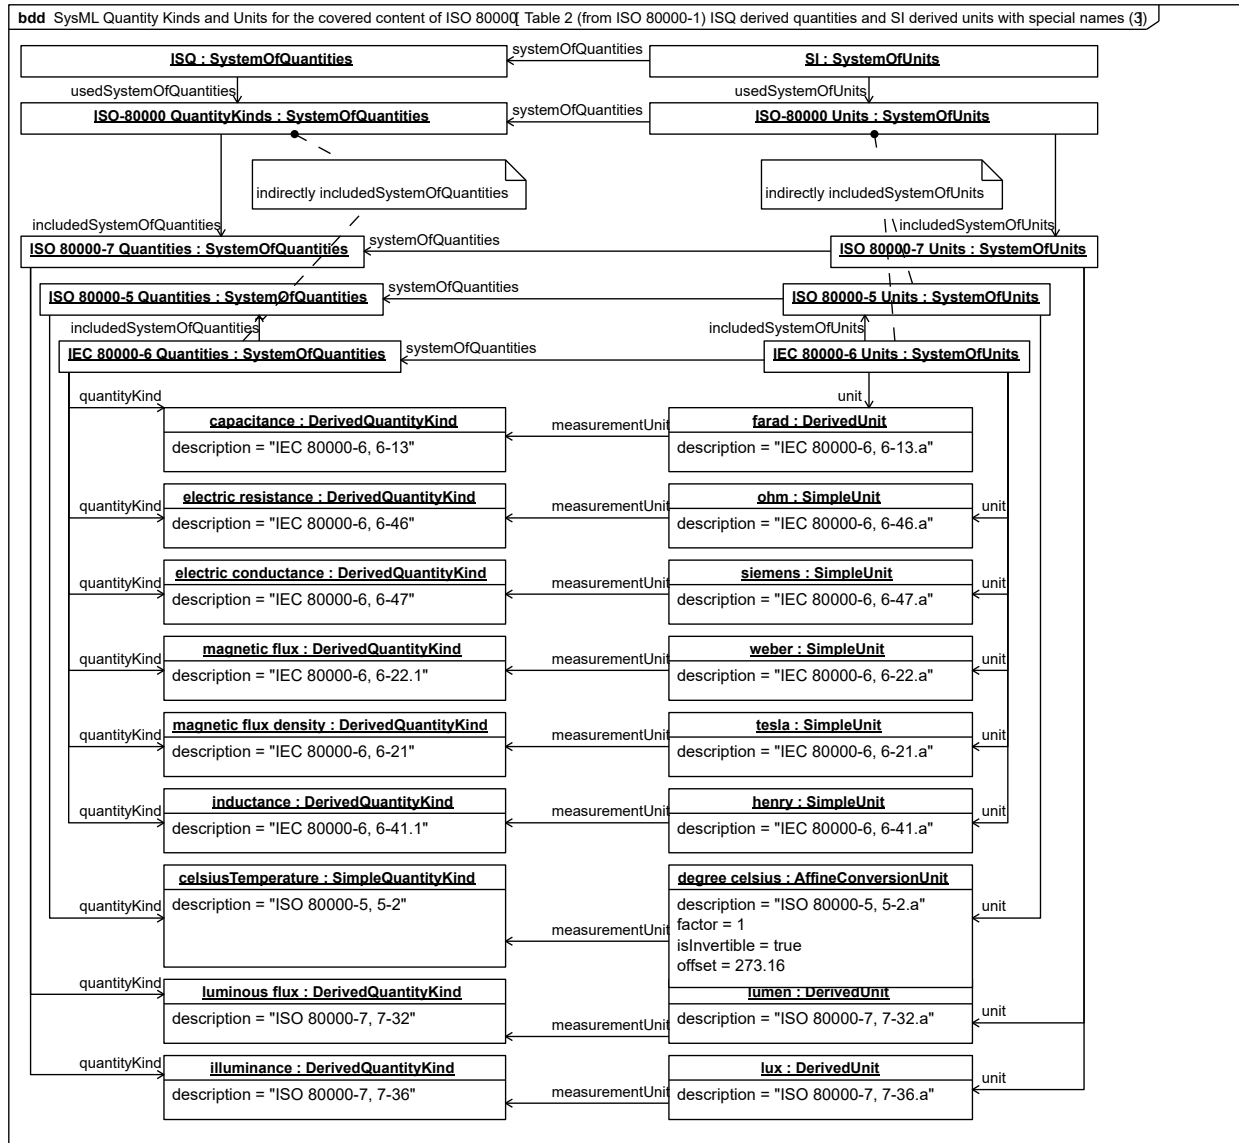 bdd SysML Quantity Kinds and Units for the covered content of ISO 80000[ Table 2 (from ISO 80000-1) ISQ derived quantities and SI derived units with special names (3)]
ISQ : SystemOfQuantities
systemOfQuantities
SI : SystemOfUnits
usedSystemOfQuantities
usedSystemOfUnits
ISO-80000 QuantityKinds : SystemOfQuantities
systemOfQuantities
ISO-80000 Units : SystemOfUnits
indirectly includedSystemOfQuantities
indirectly includedSystemOfUnits
includedSystemOfQuantities
includedSystemOfUnits
ISO 80000-7 Quantities : SystemOfQuantities
systemOfQuantities
ISO 80000-7 Units : SystemOfUnits
ISO 80000-5 Quantities : SystemOfQuantities
systemOfQuantities
ISO 80000-5 Units : SystemOfUnits
includedSystemOfQuantities
includedSystemOfUnits
IEC 80000-6 Quantities : SystemOfQuantities
systemOfQuantities
IEC 80000-6 Units : SystemOfUnits
quantityKind
unit
capacitance : DerivedQuantityKind
description = "IEC 80000-6, 6-13"
measurementUnit
farad : DerivedUnit
description = "IEC 80000-6, 6-13.a"
quantityKind
electric resistance : DerivedQuantityKind
description = "IEC 80000-6, 6-46"
measurementUnit
ohm : SimpleUnit
description = "IEC 80000-6, 6-46.a"
unit
quantityKind
electric conductance : DerivedQuantityKind
description = "IEC 80000-6, 6-47"
measurementUnit
siemens : SimpleUnit
description = "IEC 80000-6, 6-47.a"
unit
quantityKind
magnetic flux : DerivedQuantityKind
description = "IEC 80000-6, 6-22.1"
measurementUnit
weber : SimpleUnit
description = "IEC 80000-6, 6-22.a"
unit
quantityKind
magnetic flux density : DerivedQuantityKind
description = "IEC 80000-6, 6-21"
measurementUnit
tesla : SimpleUnit
description = "IEC 80000-6, 6-21.a"
unit
quantityKind
inductance : DerivedQuantityKind
description = "IEC 80000-6, 6-41.1"
measurementUnit
henry : SimpleUnit
description = "IEC 80000-6, 6-41.a"
unit
quantityKind
celsiusTemperature : SimpleQuantityKind
description = "ISO 80000-5, 5-2"
measurementUnit
degree celsius : AffineConversionUnit
description = "ISO 80000-5, 5-2.a"
factor = 1
isInvertible = true
offset = 273.16
unit
quantityKind
luminous flux : DerivedQuantityKind
description = "ISO 80000-7, 7-32"
measurementUnit
lumen : DerivedUnit
description = "ISO 80000-7, 7-32.a"
unit
quantityKind
illuminance : DerivedQuantityKind
description = "ISO 80000-7, 7-36"
measurementUnit
lux : DerivedUnit
description = "ISO 80000-7, 7-36.a"
unit